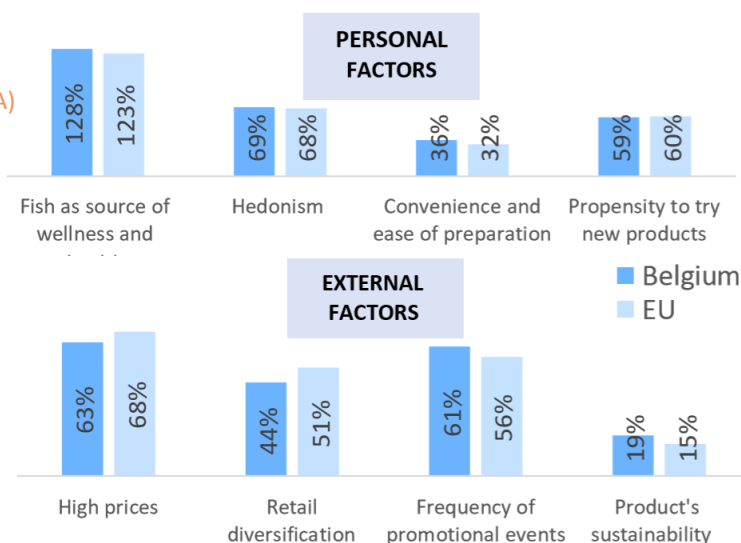 PERSONAL
FACTORS
A)
128%
123%
69%
68%
36%
32%
59%
60%
Fish as source of
wellness and
Hedonism
Convenience and
ease of preparation
Propensity to try
new products
EXTERNAL
FACTORS
Belgium
EU
63%
68%
44%
51%
61%
56%
19%
15%
High prices
Retail
diversification
Frequency of
promotional events
Product's
sustainability